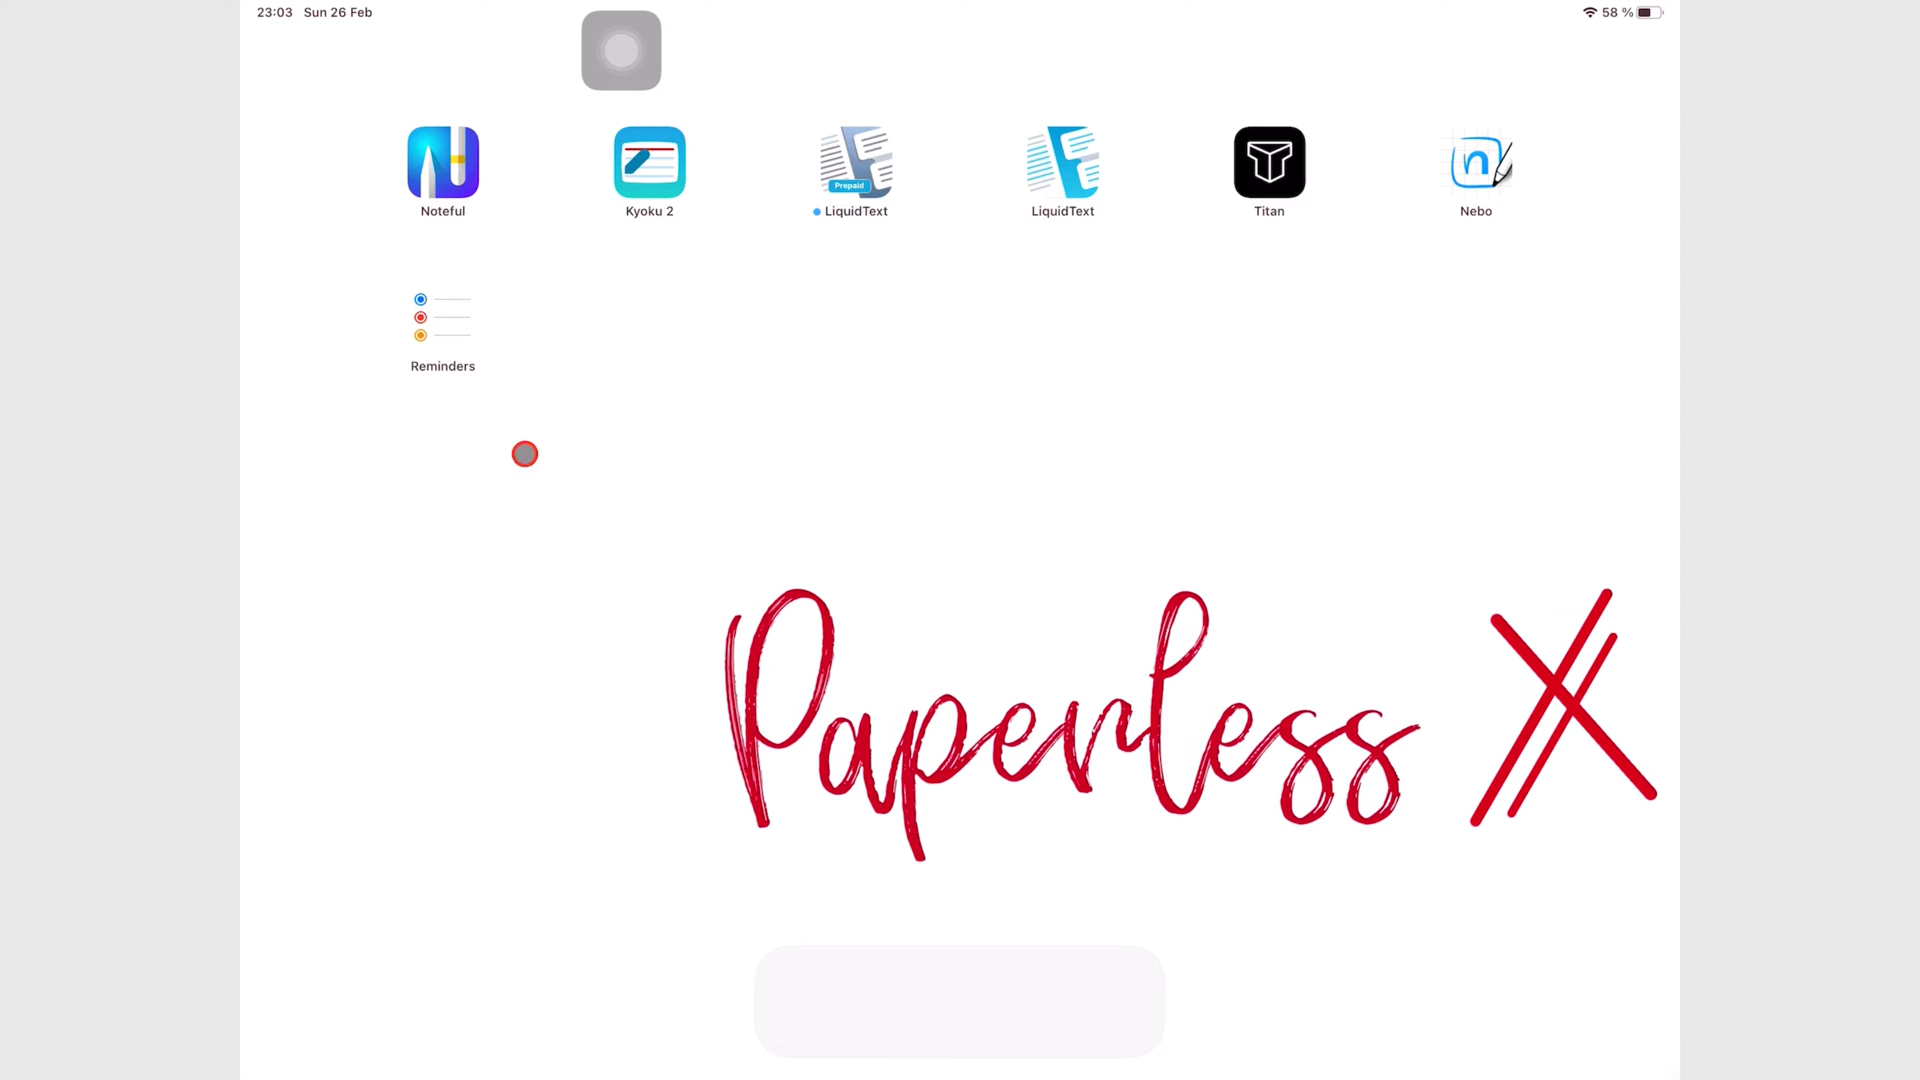 23:03 Sun 26 Feb 58 %
Prepaid
Noteful Kyoku 2 LiquidText LiquidText Titan Nebo
Reminders
Paperless X